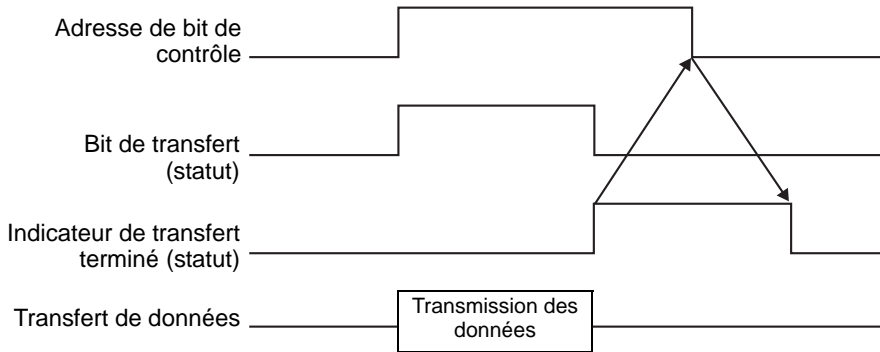 Adresse de bit de
contrôle
Bit de transfert
(statut)
Indicateur de transfert
terminé (statut)
Transfert de données
Transmission des
données